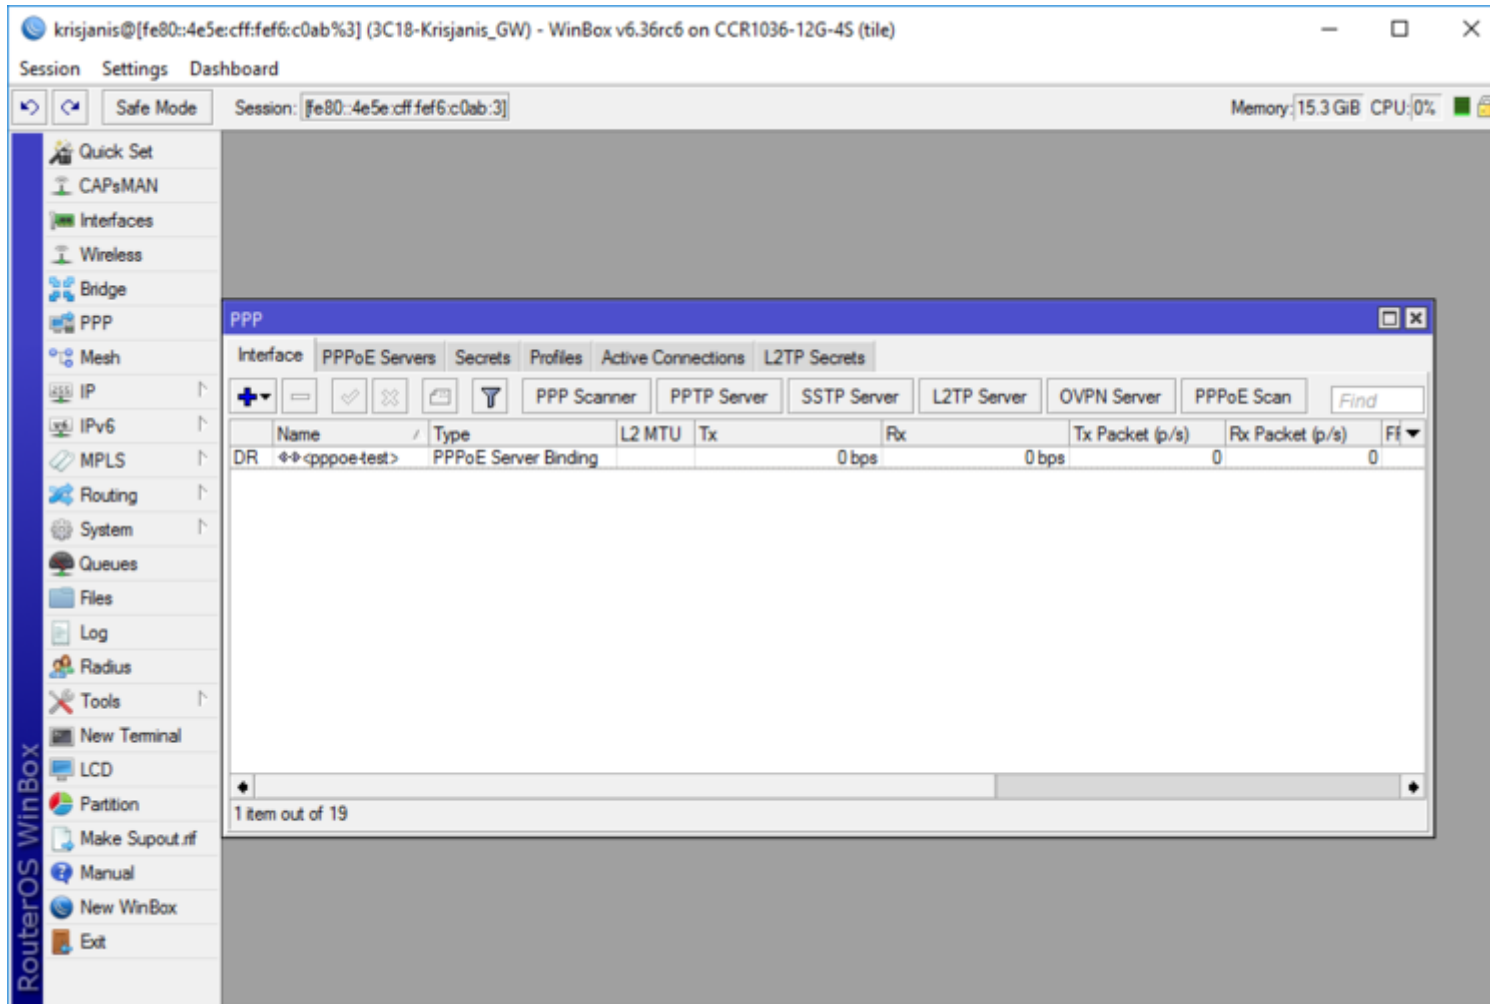 krisjanis@[fe80::4e5e:cff:fef6:c0ab%3] (3C18-Krisjanis_GW) - WinBox v6.36rc6 on CCR1036-12G-4S (tile)
Session Settings Dashboard
Safe Mode Session: [fe80::4e5e:cff:fef6:c0ab:3] Memory: 15.3 GiB CPU: 0%
Quick Set
CAPsMAN
Interfaces
Wireless
Bridge
PPP
Mesh
IP
IPv6
MPLS
Routing
System
Queues
Files
Log
Radius
Tools
New Terminal
LCD
Partition
Make Supout.rif
Manual
New WinBox
Exit
RouterOS WinBox
PPP
Interface PPPoE Servers Secrets Profiles Active Connections L2TP Secrets
PPP Scanner PPTP Server SSTP Server L2TP Server OVPN Server PPPoE Scan Find
Name / Type L2 MTU Tx Rx Tx Packet (p/s) Rx Packet (p/s)
DR <pppoe-test> PPPoE Server Binding 0 bps 0 bps 0 0
1 item out of 19